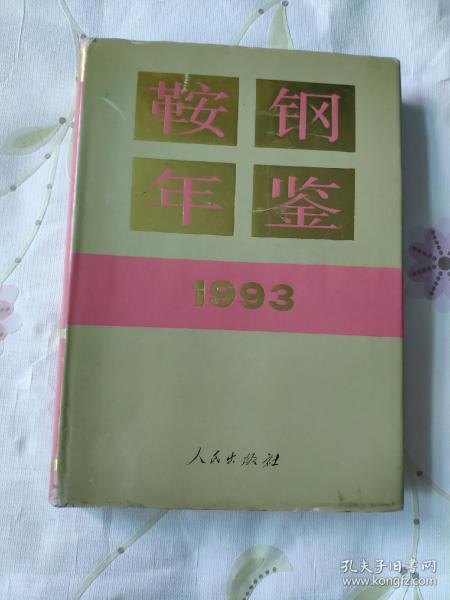 鞍钢
年鉴
1993
人民出版社
孔夫子旧书网
www.kongfz.com